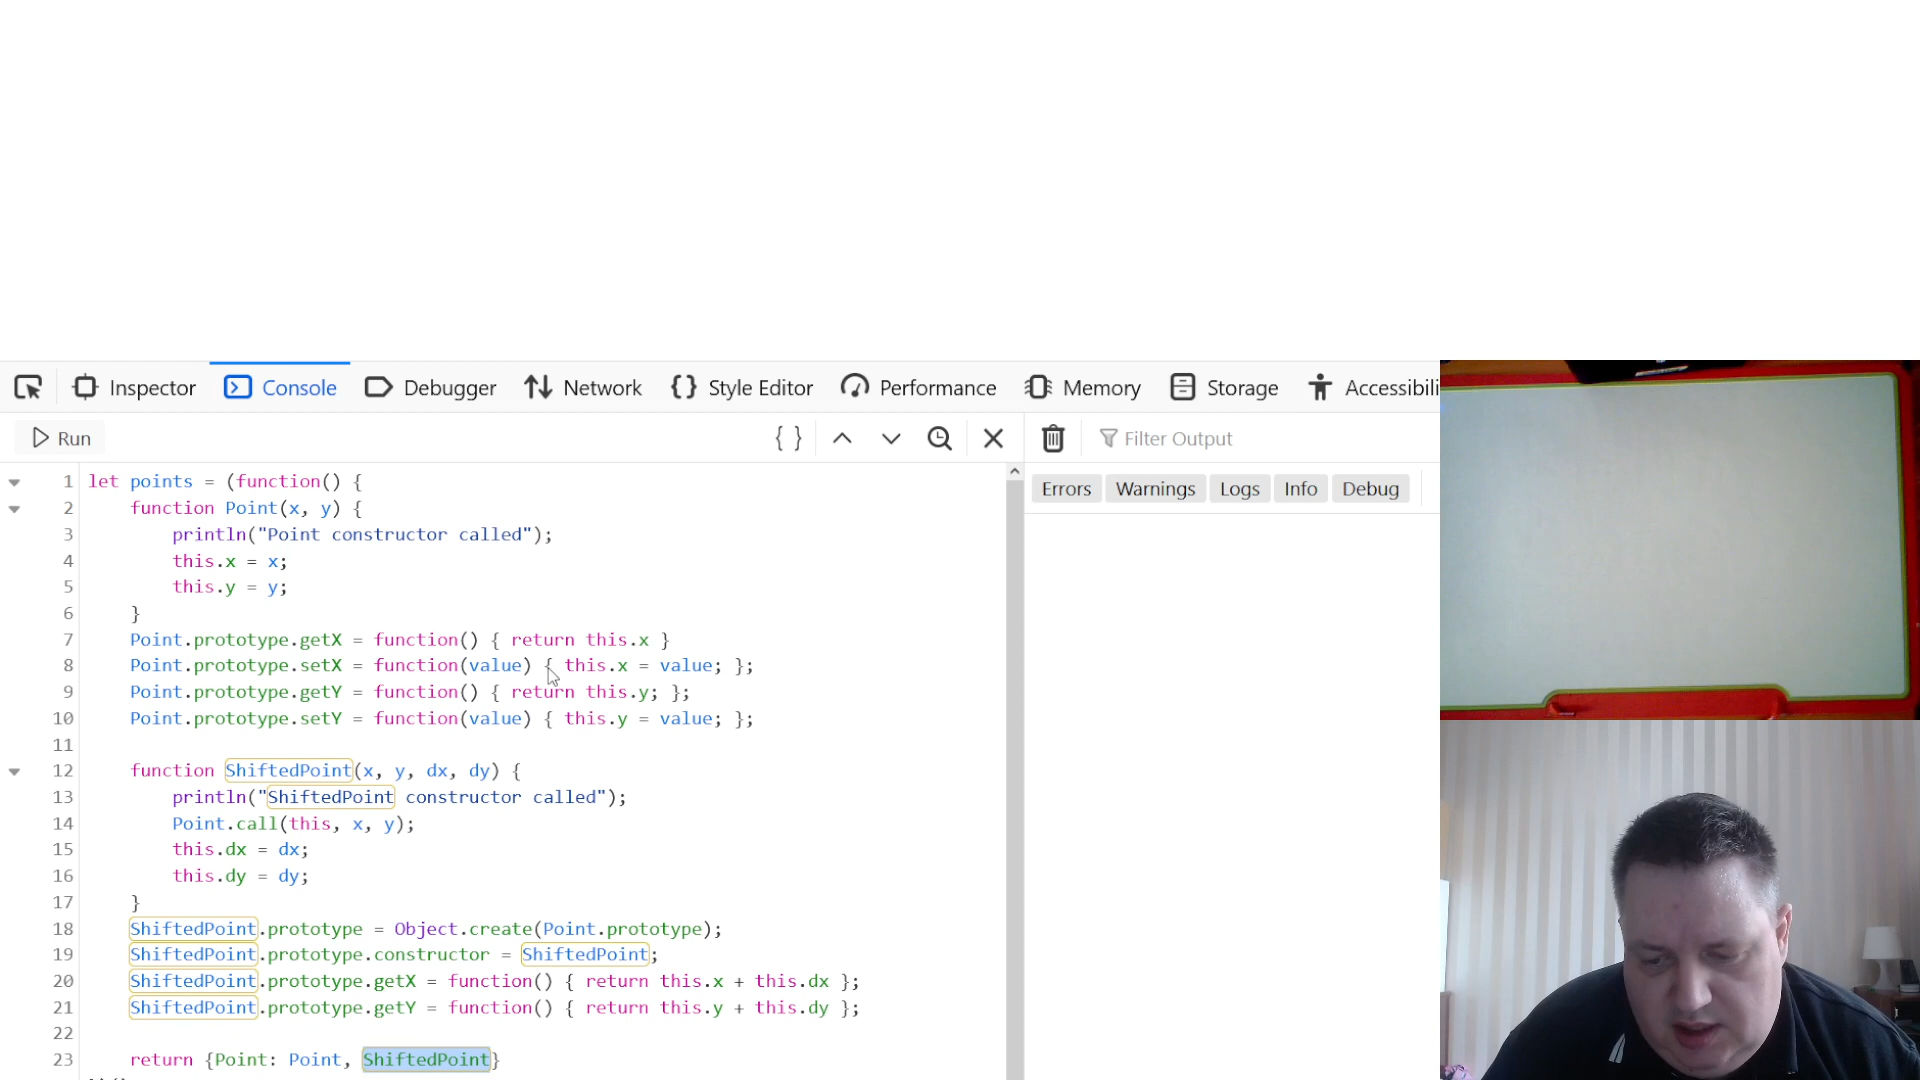 Inspector Console Debugger Network Style Editor Performance Memory Storage Accessibili
Run Filter Output
Errors Warnings Logs Info Debug
1 let points = (function() {
2 function Point(x, y) {
3 println("Point constructor called");
4 this.x = x;
5 this.y = y;
6 }
7 Point.prototype.getX = function() { return this.x }
8 Point.prototype.setX = function(value) { this.x = value; };
9 Point.prototype.getY = function() { return this.y; };
10 Point.prototype.setY = function(value) { this.y = value; };
11
12 function ShiftedPoint(x, y, dx, dy) {
13 println("ShiftedPoint constructor called");
14 Point.call(this, x, y);
15 this.dx = dx;
16 this.dy = dy;
17 }
18 ShiftedPoint.prototype = Object.create(Point.prototype);
19 ShiftedPoint.prototype.constructor = ShiftedPoint;
20 ShiftedPoint.prototype.getX = function() { return this.x + this.dx };
21 ShiftedPoint.prototype.getY = function() { return this.y + this.dy };
22
23 return {Point: Point, ShiftedPoint}